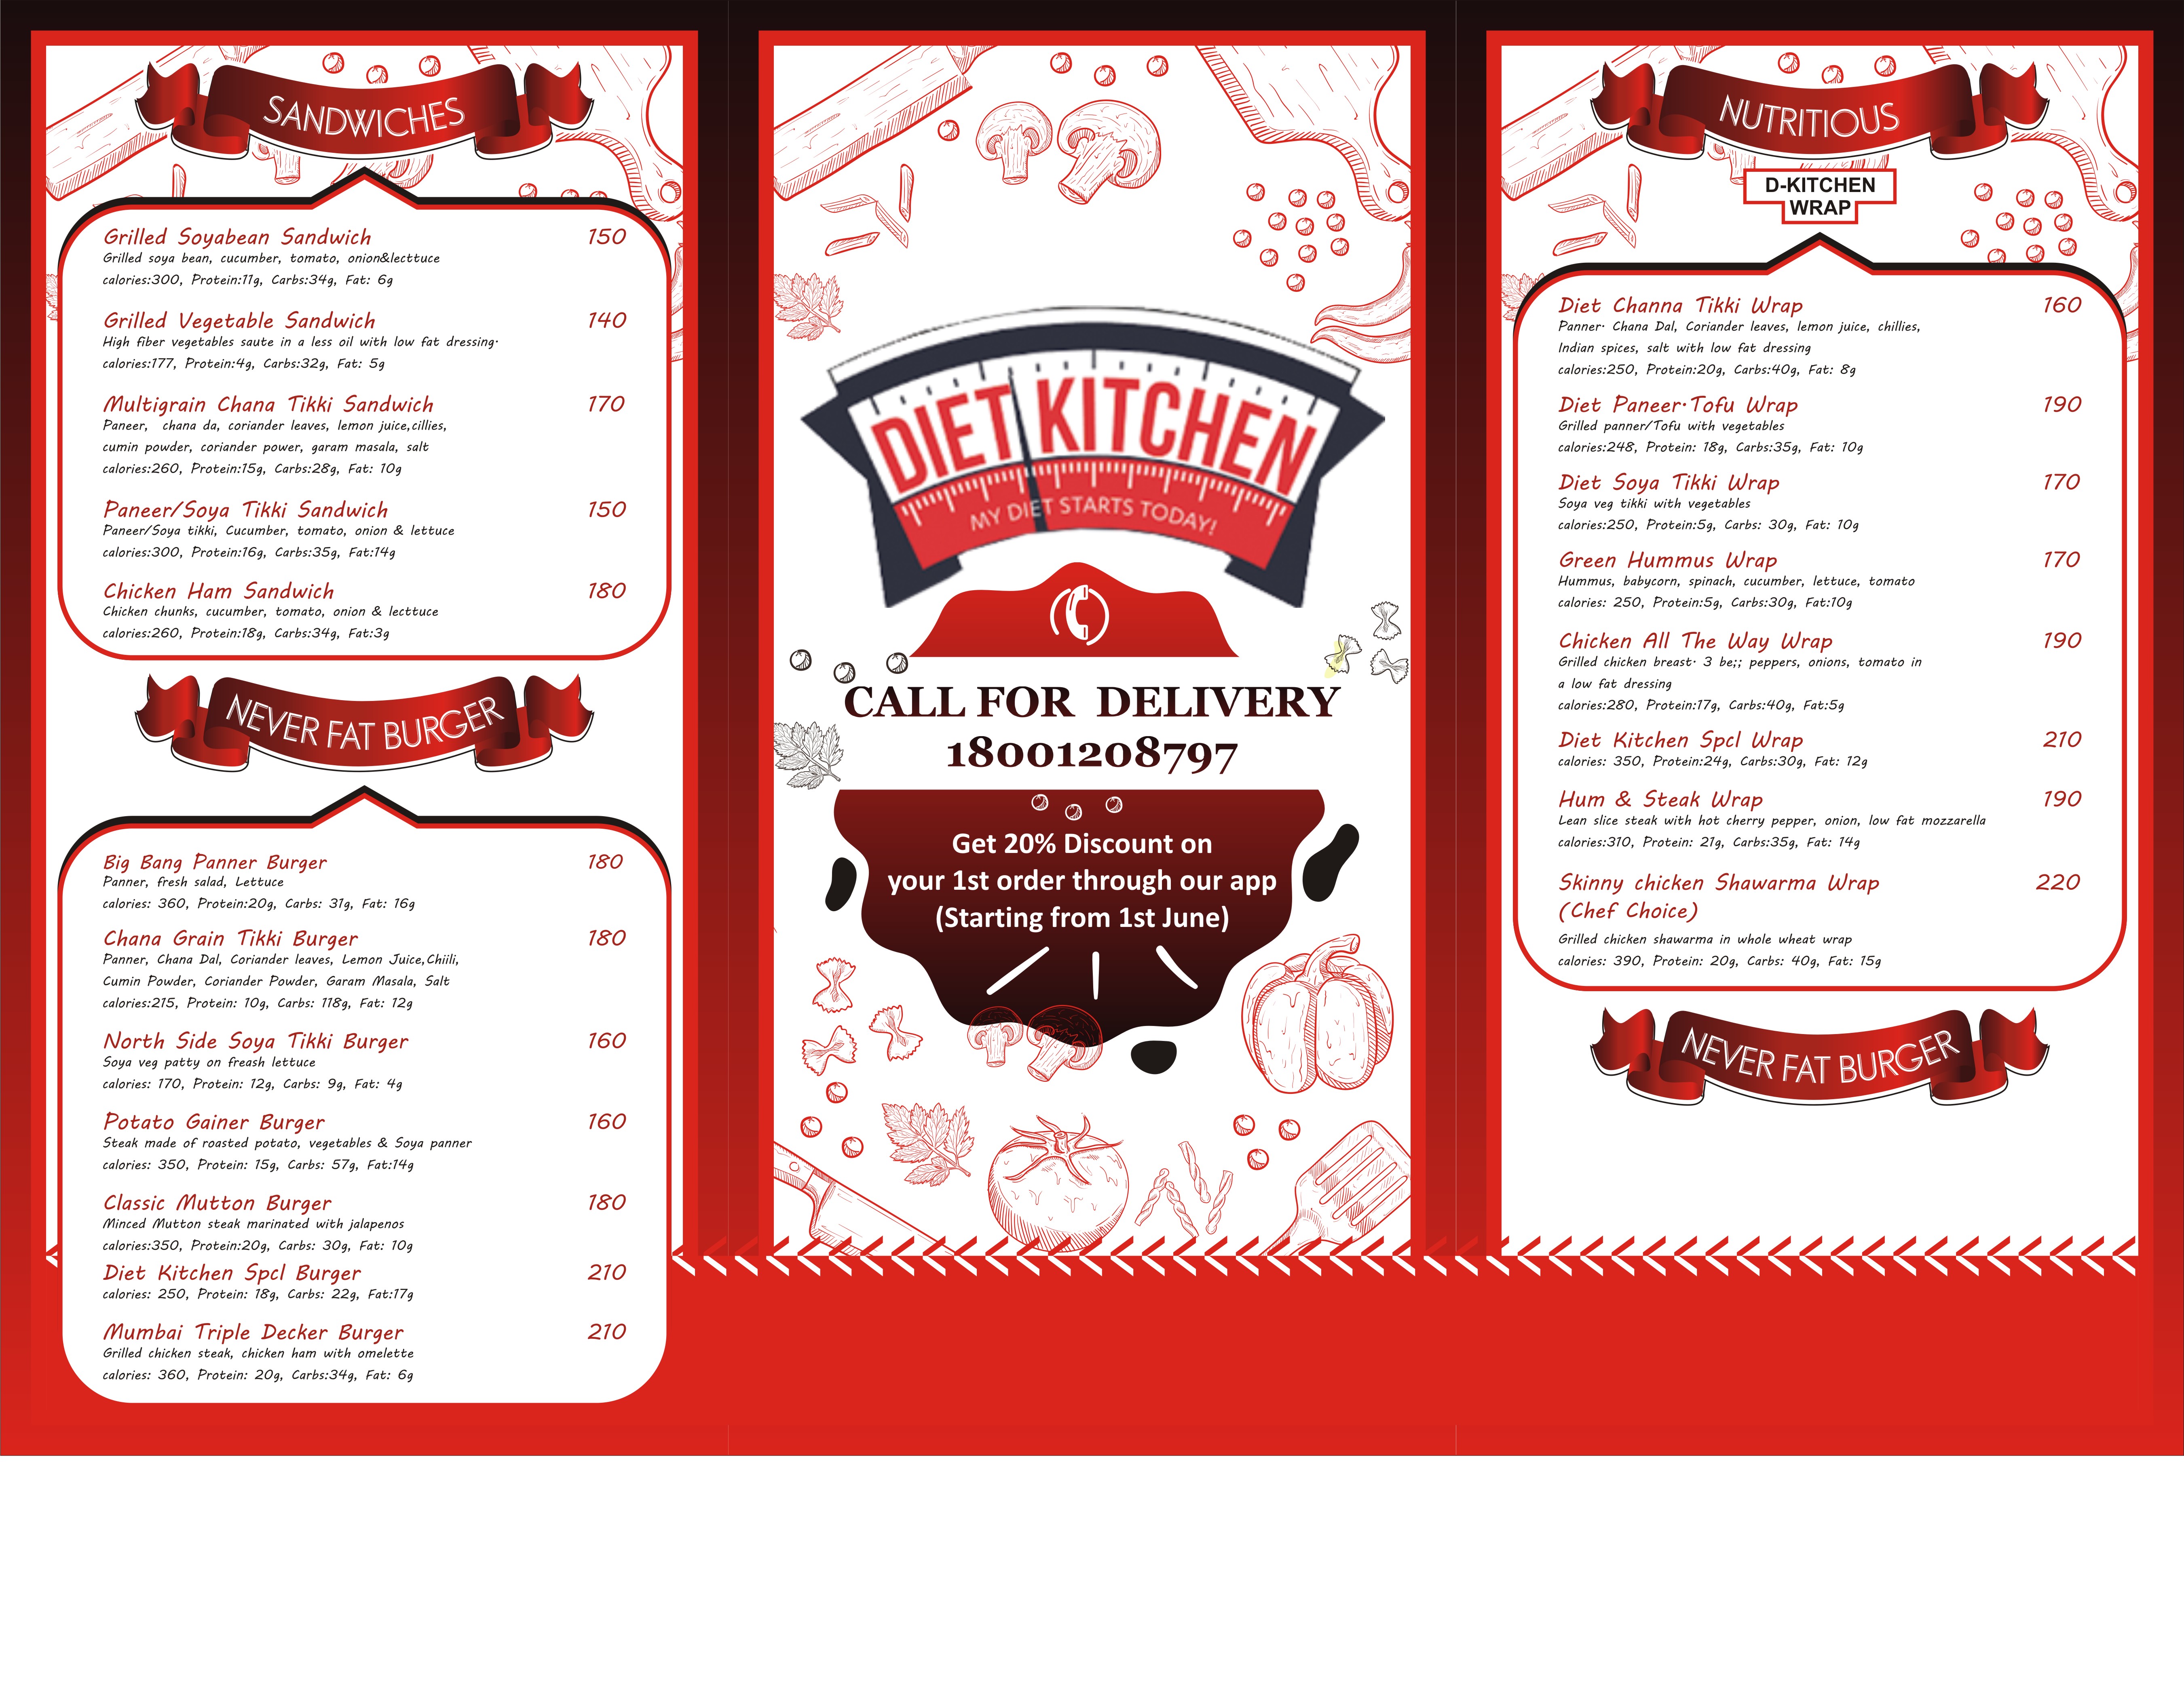 SANDWICHES
Grilled Soyabean Sandwich 150
Grilled soya bean, cucumber, tomato, onion&lecttuce
calories:300, Protein:11g, Carbs:34g, Fat: 6g
Grilled Vegetable Sandwich 140
High fiber vegetables saute in a less oil with low fat dressing·
calories:177, Protein:4g, Carbs:32g, Fat: 5g
Multigrain Chana Tikki Sandwich 170
Paneer, chana da, coriander leaves, lemon juice,cillies,
cumin powder, coriander power, garam masala, salt
calories:260, Protein:15g, Carbs:28g, Fat: 10g
Paneer/Soya Tikki Sandwich 150
Paneer/Soya tikki, Cucumber, tomato, onion & lettuce
calories:300, Protein:16g, Carbs:35g, Fat:14g
Chicken Ham Sandwich 180
Chicken chunks, cucumber, tomato, onion & lecttuce
calories:260, Protein:18g, Carbs:34g, Fat:3g
NEVER FAT BURGER
Big Bang Panner Burger 180
Panner, fresh salad, Lettuce
calories: 360, Protein:20g, Carbs: 31g, Fat: 16g
Chana Grain Tikki Burger 180
Panner, Chana Dal, Coriander leaves, Lemon Juice,Chiili,
Cumin Powder, Coriander Powder, Garam Masala, Salt
calories:215, Protein: 10g, Carbs: 118g, Fat: 12g
North Side Soya Tikki Burger 160
Soya veg patty on freash lettuce
calories: 170, Protein: 12g, Carbs: 9g, Fat: 4g
Potato Gainer Burger 160
Steak made of roasted potato, vegetables & Soya panner
calories: 350, Protein: 15g, Carbs: 57g, Fat:14g
Classic Mutton Burger 180
Minced Mutton steak marinated with jalapenos
calories:350, Protein:20g, Carbs: 30g, Fat: 10g
Diet Kitchen Spcl Burger 210
calories: 250, Protein: 18g, Carbs: 22g, Fat:17g
Mumbai Triple Decker Burger 210
Grilled chicken steak, chicken ham with omelette
calories: 360, Protein: 20g, Carbs:34g, Fat: 6g
DIET KITCHEN
MY DIET STARTS TODAY!
CALL FOR DELIVERY
18001208797
Get 20% Discount on
your 1st order through our app
(Starting from 1st June)
NUTRITIOUS
D-KITCHEN
WRAP
Diet Channa Tikki Wrap 160
Panner· Chana Dal, Coriander leaves, lemon juice, chillies,
Indian spices, salt with low fat dressing
calories:250, Protein:20g, Carbs:40g, Fat: 8g
Diet Paneer·Tofu Wrap 190
Grilled panner/Tofu with vegetables
calories:248, Protein: 18g, Carbs:35g, Fat: 10g
Diet Soya Tikki Wrap 170
Soya veg tikki with vegetables
calories:250, Protein:5g, Carbs: 30g, Fat: 10g
Green Hummus Wrap 170
Hummus, babycorn, spinach, cucumber, lettuce, tomato
calories: 250, Protein:5g, Carbs:30g, Fat:10g
Chicken All The Way Wrap 190
Grilled chicken breast· 3 be;; peppers, onions, tomato in
a low fat dressing
calories:280, Protein:17g, Carbs:40g, Fat:5g
Diet Kitchen Spcl Wrap 210
calories: 350, Protein:24g, Carbs:30g, Fat: 12g
Hum & Steak Wrap 190
Lean slice steak with hot cherry pepper, onion, low fat mozzarella
calories:310, Protein: 21g, Carbs:35g, Fat: 14g
Skinny chicken Shawarma Wrap 220
(Chef Choice)
Grilled chicken shawarma in whole wheat wrap
calories: 390, Protein: 20g, Carbs: 40g, Fat: 15g
NEVER FAT BURGER